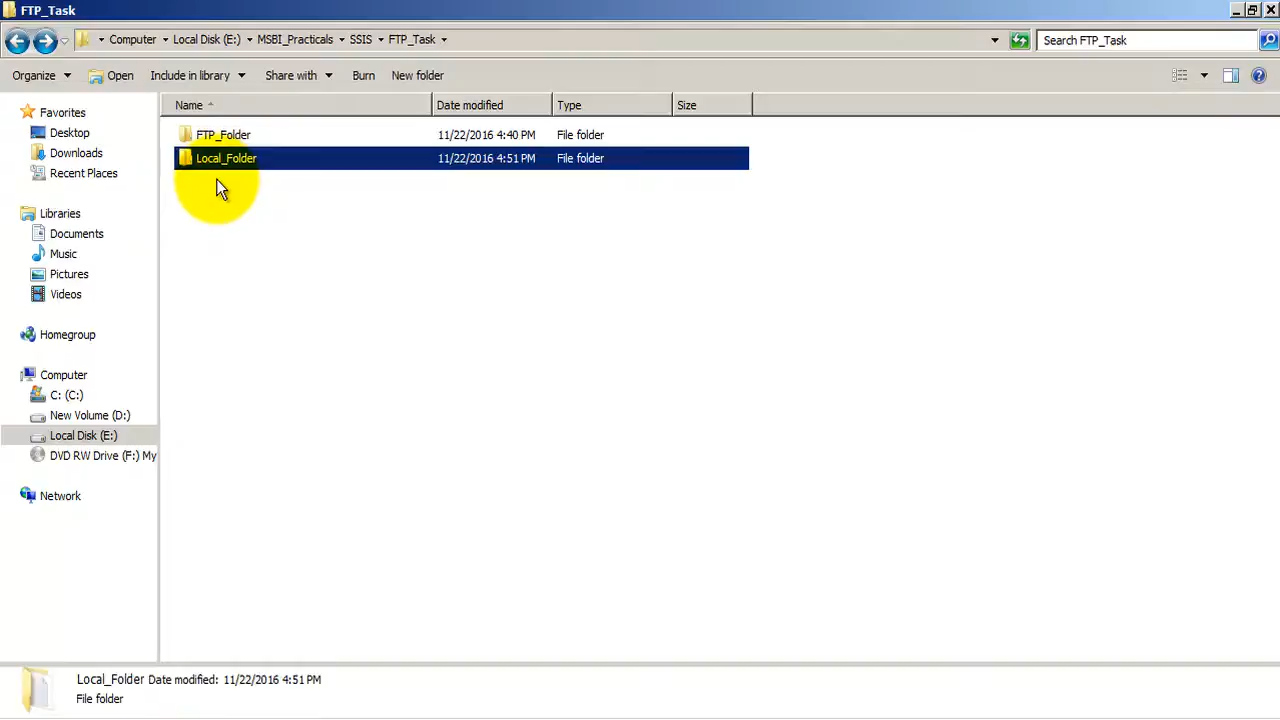 FTP_Task
Computer Local Disk (E:) MSBI_Practicals SSIS FTP_Task
Search FTP_Task
Organize Open Include in library Share with Burn New folder
Name Date modified Type Size
Favorites
Desktop
Downloads
Recent Places
Libraries
Documents
Music
Pictures
Videos
Homegroup
Computer
C: (C:)
New Volume (D:)
Local Disk (E:)
DVD RW Drive (F:) My
Network
FTP_Folder 11/22/2016 4:40 PM File folder
Local_Folder 11/22/2016 4:51 PM File folder
Local_Folder Date modified: 11/22/2016 4:51 PM
File folder